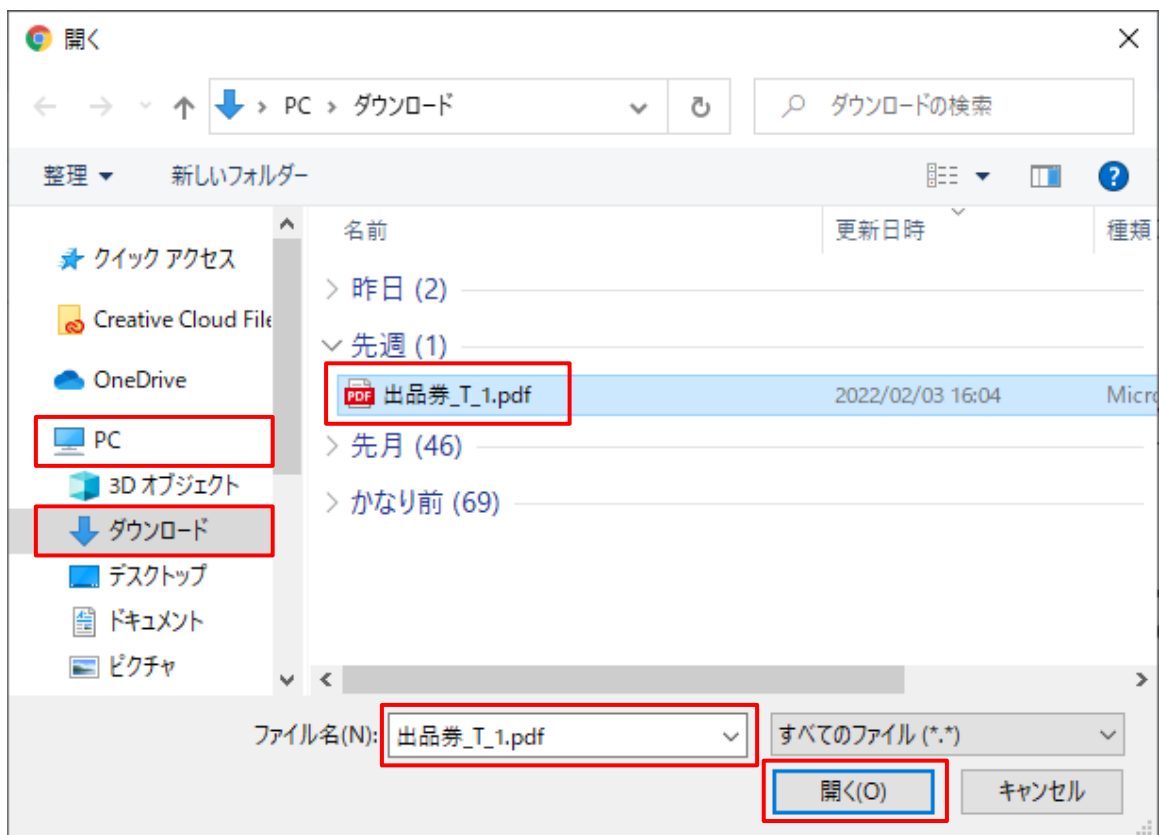 開く
PC › ダウンロード
ダウンロードの検索
整理 新しいフォルダー
?
名前 更新日時 種類
クイック アクセス
Creative Cloud File
OneDrive
PC
3D オブジェクト
ダウンロード
デスクトップ
ドキュメント
ピクチャ
昨日 (2)
先週 (1)
PDF 出品券_T_1.pdf 2022/02/03 16:04 Micro
先月 (46)
かなり前 (69)
ファイル名(N): 出品券_T_1.pdf すべてのファイル (*.*)
開く(O) キャンセル